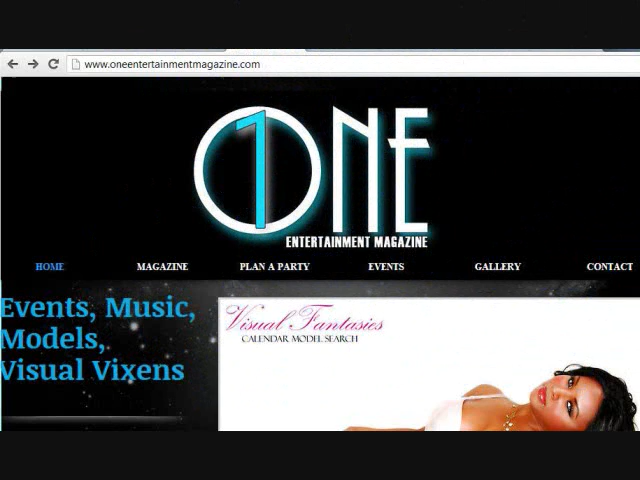 www.oneentertainmentmagazine.com
1
ONE
ENTERTAINMENT MAGAZINE
HOME MAGAZINE PLAN A PARTY EVENTS GALLERY CONTACT
Events, Music,
Models,
Visual Vixens
Visual Fantasies
CALENDAR MODEL SEARCH